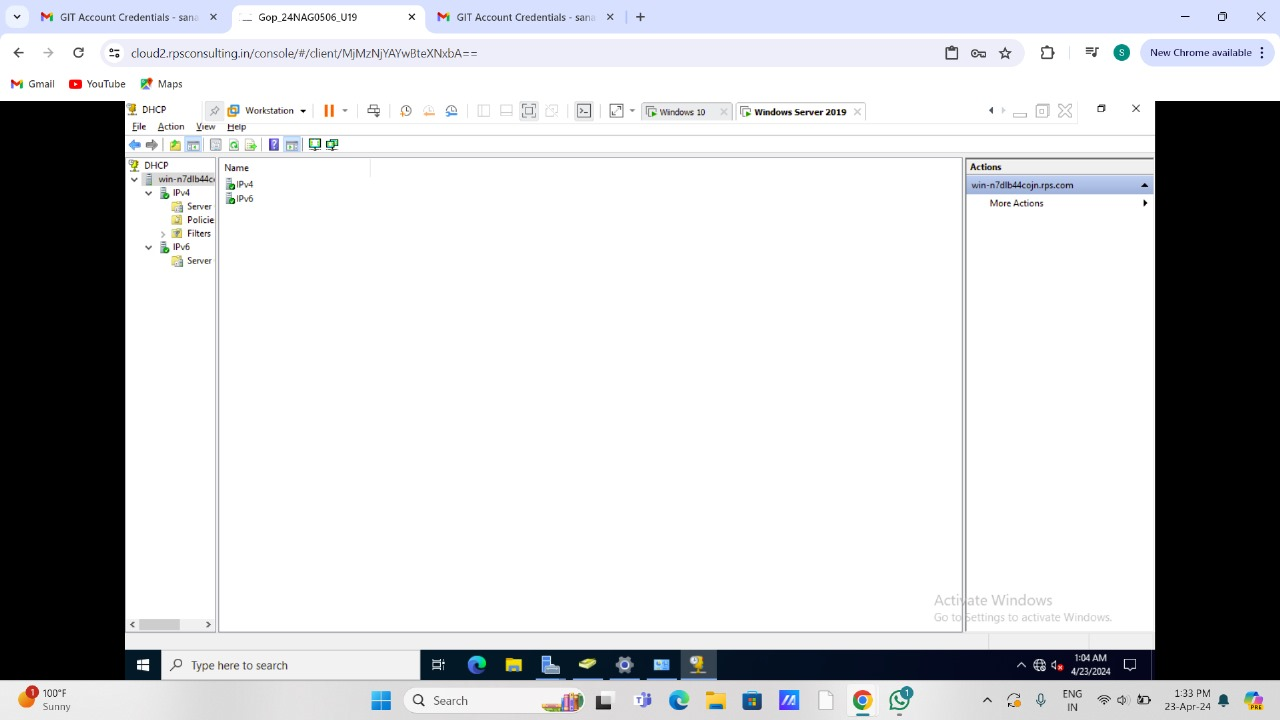 GIT Account Credentials - sana
Gop_24NAG0506_U19
GIT Account Credentials - sana
cloud2.rpsconsulting.in/console/#/client/MjMzNjYAYwBteXNxbA==
S
New Chrome available
Gmail
YouTube
Maps
DHCP
Workstation
Windows 10
Windows Server 2019
File
Action
View
Help
DHCP
win-n7dlb44c
IPv4
Server
Policie
Filters
IPv6
Server
Name
IPv4
IPv6
Actions
win-n7dlb44cojn.rps.com
More Actions
Activate Windows
Go to Settings to activate Windows.
Type here to search
1:04 AM
4/23/2024
1
100°F
Sunny
Search
1
ENG
IN
1:33 PM
23-Apr-24
PRE